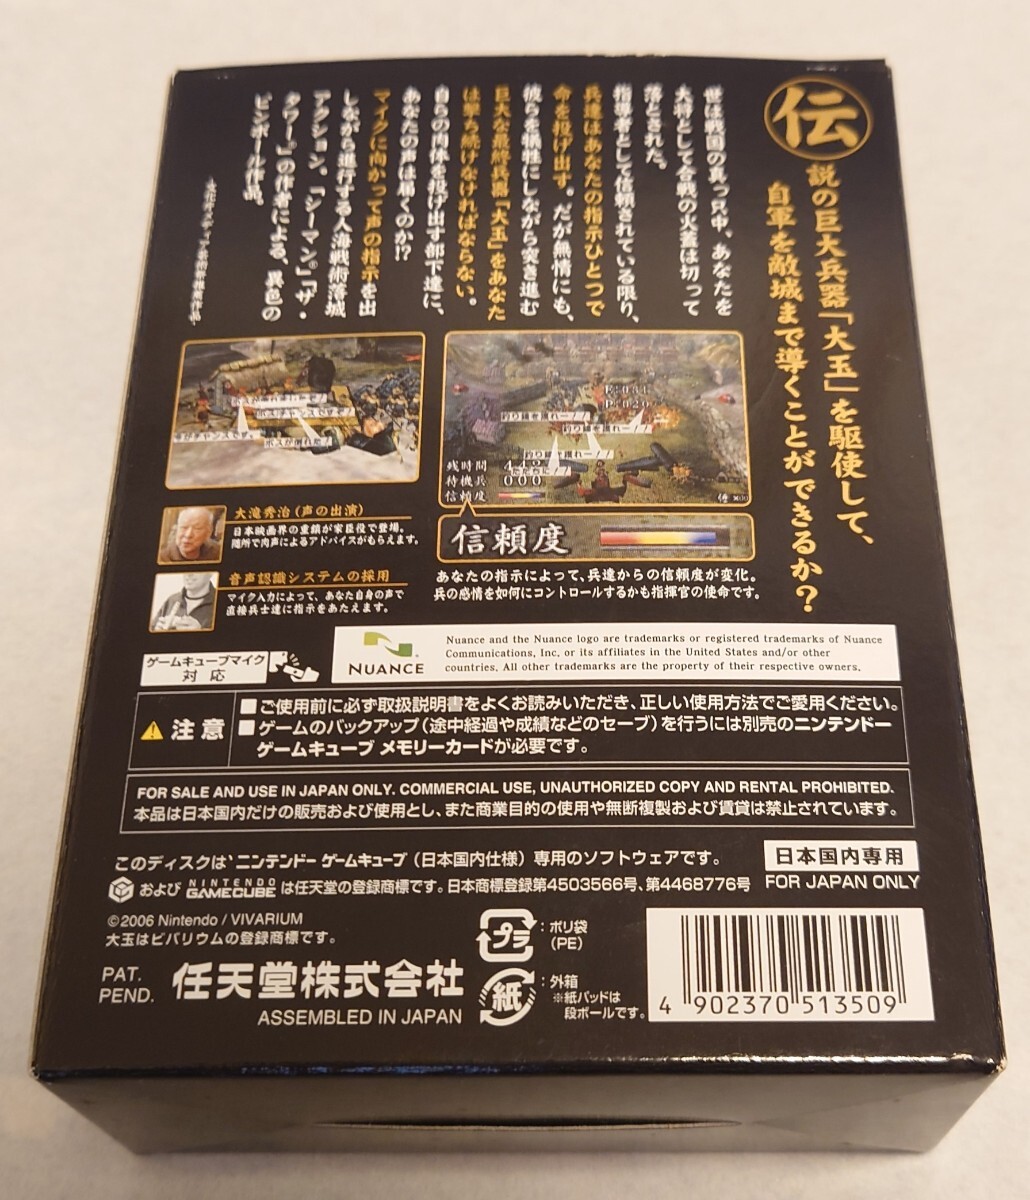 伝
説の巨大兵器「大玉」を駆使して、
自軍を敵城まで導くことができるか?
世は戦国の真っ只中、あなたを
大将として合戦の火蓋は切って
落とされた。
指導者として信頼されている限り、
兵達はあなたの指示ひとつで
命を投げ出す。だが無情にも、
彼らを犠牲にしながら突き進む
巨大な最終兵器「大玉」をあなた
は撃ち続けなければならない。
自らの肉体を投げ出す部下達に、
あなたの声は届くのか!?
マイクに向かって声の指示を出
しながら進行する人海戦術落城
アクション。「シーマン®」「ザ・
タワー®」の作者による、異色の
ピンボール作品。
残時間
待機兵 000
信頼度
信頼度
あなたの指示によって、兵達からの信頼度が変化。
兵の感情を如何にコントロールするかも指揮官の使命です。
大滝秀治(声の出演)
日本映画界の重鎮が家臣役で登場。
随所で肉声によるアドバイスがもらえます。
音声認識システムの採用
マイク入力によって、あなた自身の声で
直接兵士達に指示をあたえます。
ゲームキューブマイク
対応
NUANCE
Nuance and the Nuance logo are trademarks or registered trademarks of Nuance
Communications, Inc. or its affiliates in the United States and/or other
countries. All other trademarks are the property of their respective owners.
注意
■ご使用前に必ず取扱説明書をよくお読みいただき、正しい使用方法でご愛用ください。
■ゲームのバックアップ(途中経過や成績などのセーブ)を行うには別売のニンテンドー
ゲームキューブ メモリーカードが必要です。
FOR SALE AND USE IN JAPAN ONLY. COMMERCIAL USE, UNAUTHORIZED COPY AND RENTAL PROHIBITED.
本品は日本国内だけの販売および使用とし、また商業目的の使用や無断複製および賃貸は禁止されています。
このディスクは、ニンテンドー ゲームキューブ(日本国内仕様)専用のソフトウェアです。
および NINTENDO GAMECUBE は任天堂の登録商標です。日本商標登録第4503566号、第4468776号
日本国内専用
FOR JAPAN ONLY
©2006 Nintendo / VIVARIUM
大玉はビバリウムの登録商標です。
PAT.
PEND.
任天堂株式会社
ASSEMBLED IN JAPAN
プラ
:ポリ袋
(PE)
紙
:外箱
※紙パッドは
段ボールです。
4 902370 513509